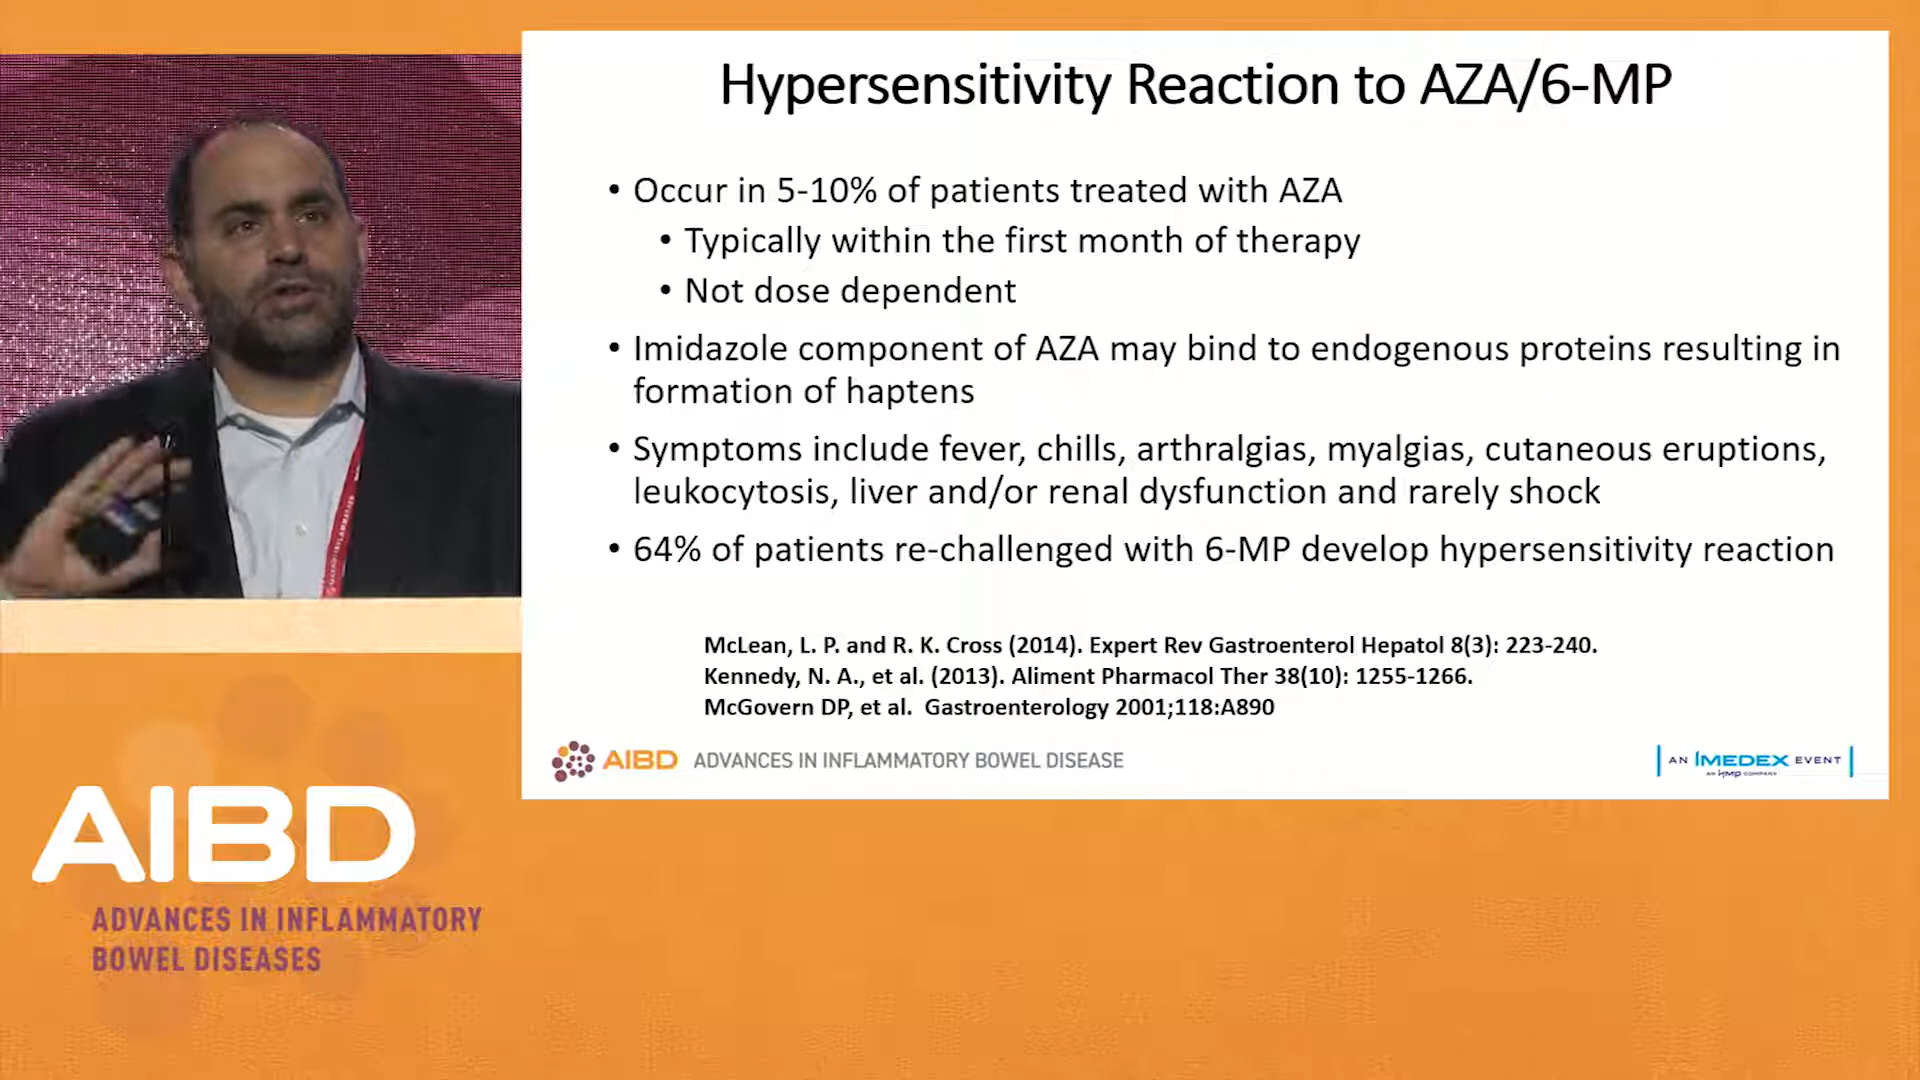 Hypersensitivity Reaction to AZA/6-MP
• Occur in 5-10% of patients treated with AZA
• Typically within the first month of therapy
• Not dose dependent
• Imidazole component of AZA may bind to endogenous proteins resulting in
formation of haptens
• Symptoms include fever, chills, arthralgias, myalgias, cutaneous eruptions,
leukocytosis, liver and/or renal dysfunction and rarely shock
• 64% of patients re-challenged with 6-MP develop hypersensitivity reaction
McLean, L. P. and R. K. Cross (2014). Expert Rev Gastroenterol Hepatol 8(3): 223-240.
Kennedy, N. A., et al. (2013). Aliment Pharmacol Ther 38(10): 1255-1266.
McGovern DP, et al. Gastroenterology 2001;118:A890
AIBD ADVANCES IN INFLAMMATORY BOWEL DISEASE
AN IMEDEX EVENT
AN HMP COMPANY
AIBD
ADVANCES IN INFLAMMATORY
BOWEL DISEASES